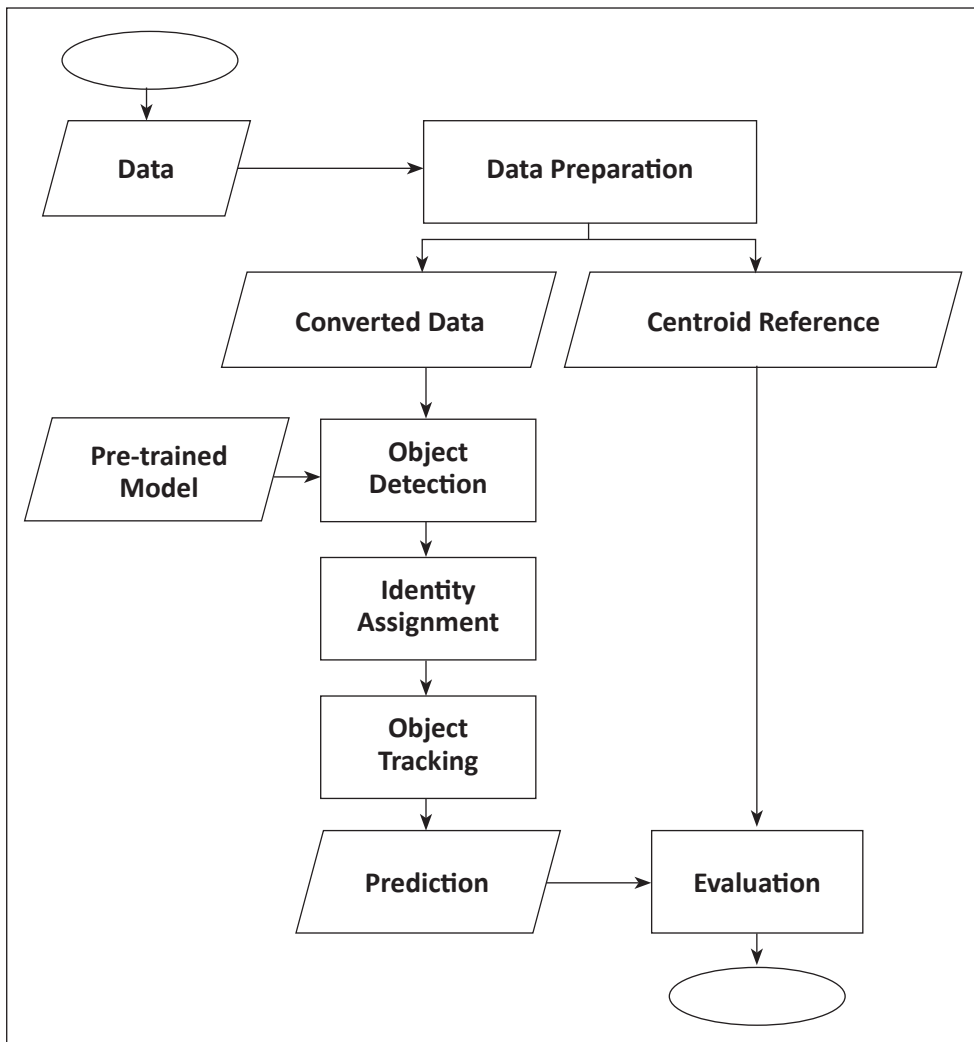 Data
Data Preparation
Converted Data
Centroid Reference
Pre-trained
Model
Object
Detection
Identity
Assignment
Object
Tracking
Prediction
Evaluation